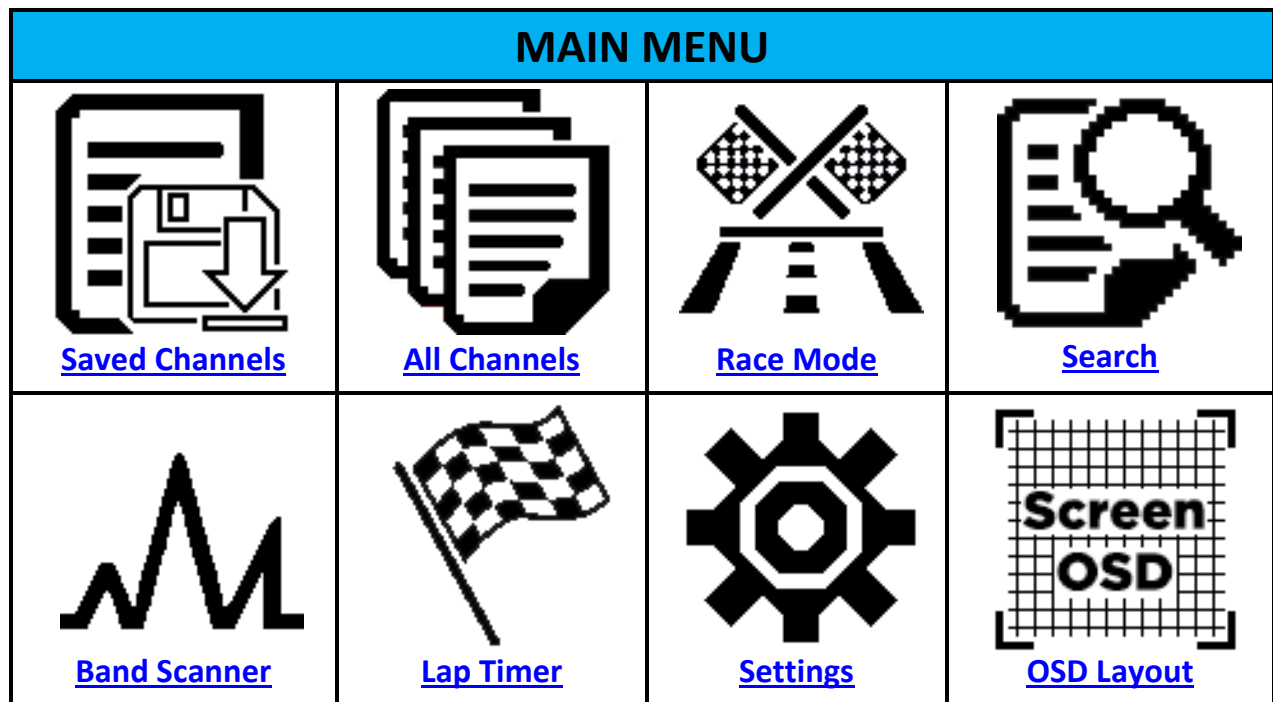 MAIN MENU
Saved Channels
All Channels
Race Mode
Search
Screen
OSD
Band Scanner
Lap Timer
Settings
OSD Layout